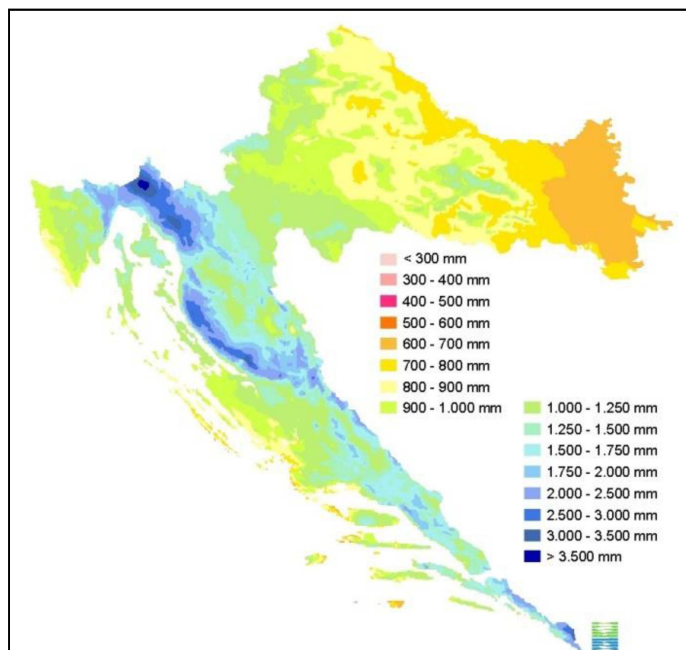 < 300 mm
300 - 400 mm
400 - 500 mm
500 - 600 mm
600 - 700 mm
700 - 800 mm
800 - 900 mm
900 - 1.000 mm
1.000 - 1.250 mm
1.250 - 1.500 mm
1.500 - 1.750 mm
1.750 - 2.000 mm
2.000 - 2.500 mm
2.500 - 3.000 mm
3.000 - 3.500 mm
> 3.500 mm